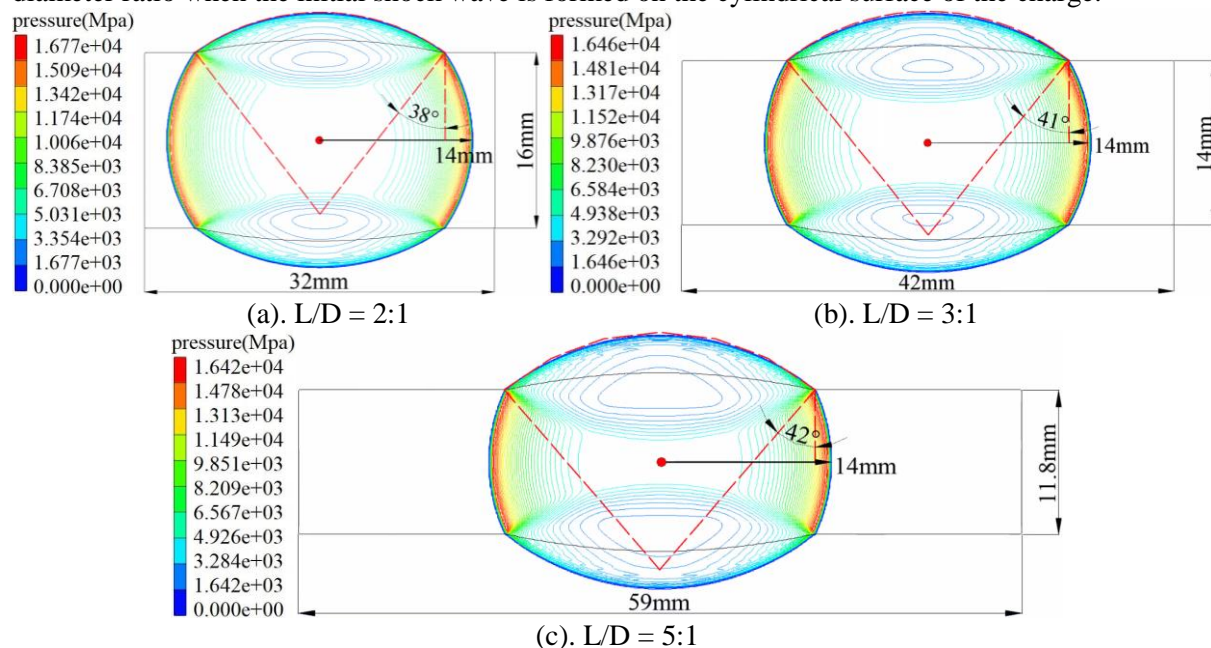 diameter ratio when the initial shock wave is formed on the cylindrical surface of the charge.
pressure(Mpa)
1.677e+04
1.509e+04
1.342e+04
1.174e+04
1.006e+04
8.385e+03
6.708e+03
5.031e+03
3.354e+03
1.677e+03
0.000e+00
38°
14mm
16mm
32mm
(a). L/D = 2:1
pressure(Mpa)
1.646e+04
1.481e+04
1.317e+04
1.152e+04
9.876e+03
8.230e+03
6.584e+03
4.938e+03
3.292e+03
1.646e+03
0.000e+00
41°
14mm
14mm
42mm
(b). L/D = 3:1
pressure(Mpa)
1.642e+04
1.478e+04
1.313e+04
1.149e+04
9.851e+03
8.209e+03
6.567e+03
4.926e+03
3.284e+03
1.642e+03
0.000e+00
42°
14mm
11.8mm
59mm
(c). L/D = 5:1